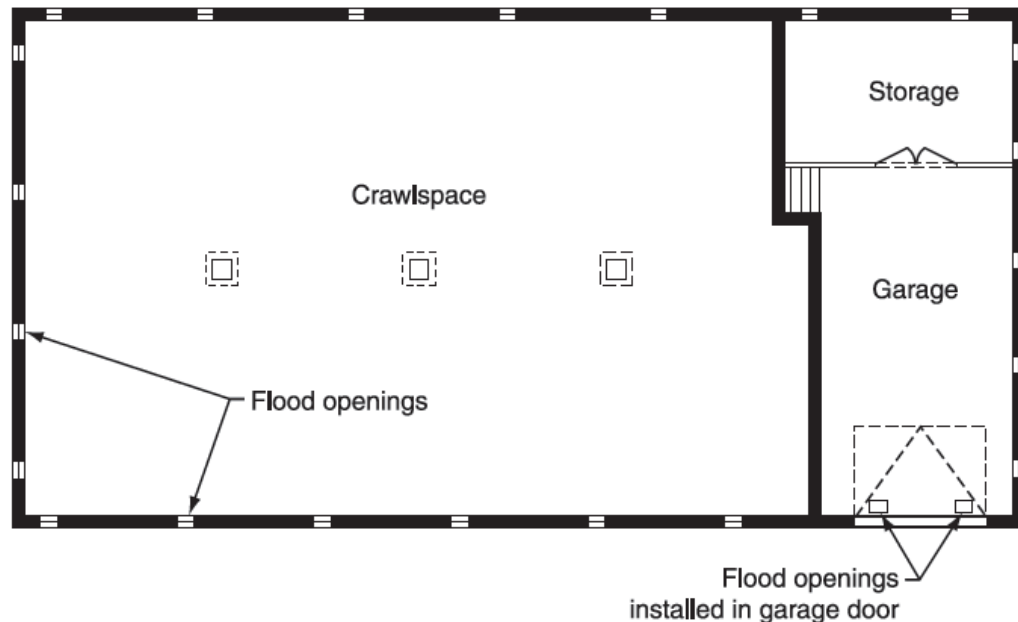 Storage
Crawlspace
Garage
Flood openings
Flood openings
installed in garage door